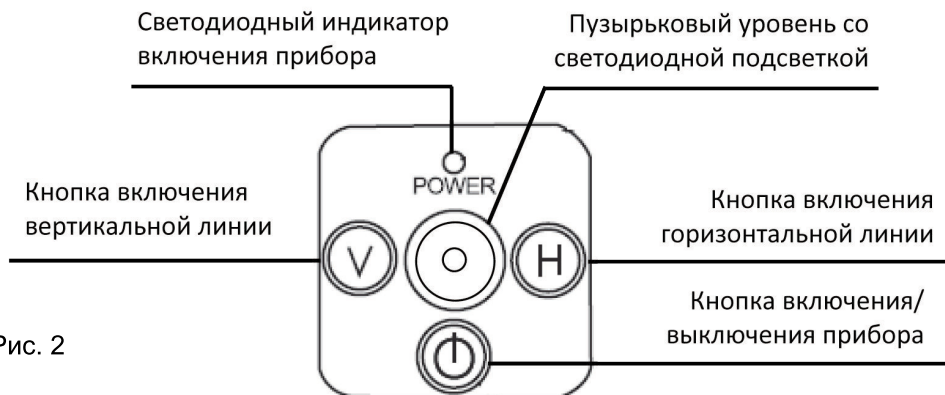 Светодиодный индикатор
включения прибора
Пузырьковый уровень со
светодиодной подсветкой
POWER
Кнопка включения
вертикальной линии
V
H
Кнопка включения
горизонтальной линии
Кнопка включения/
выключения прибора
Рис. 2